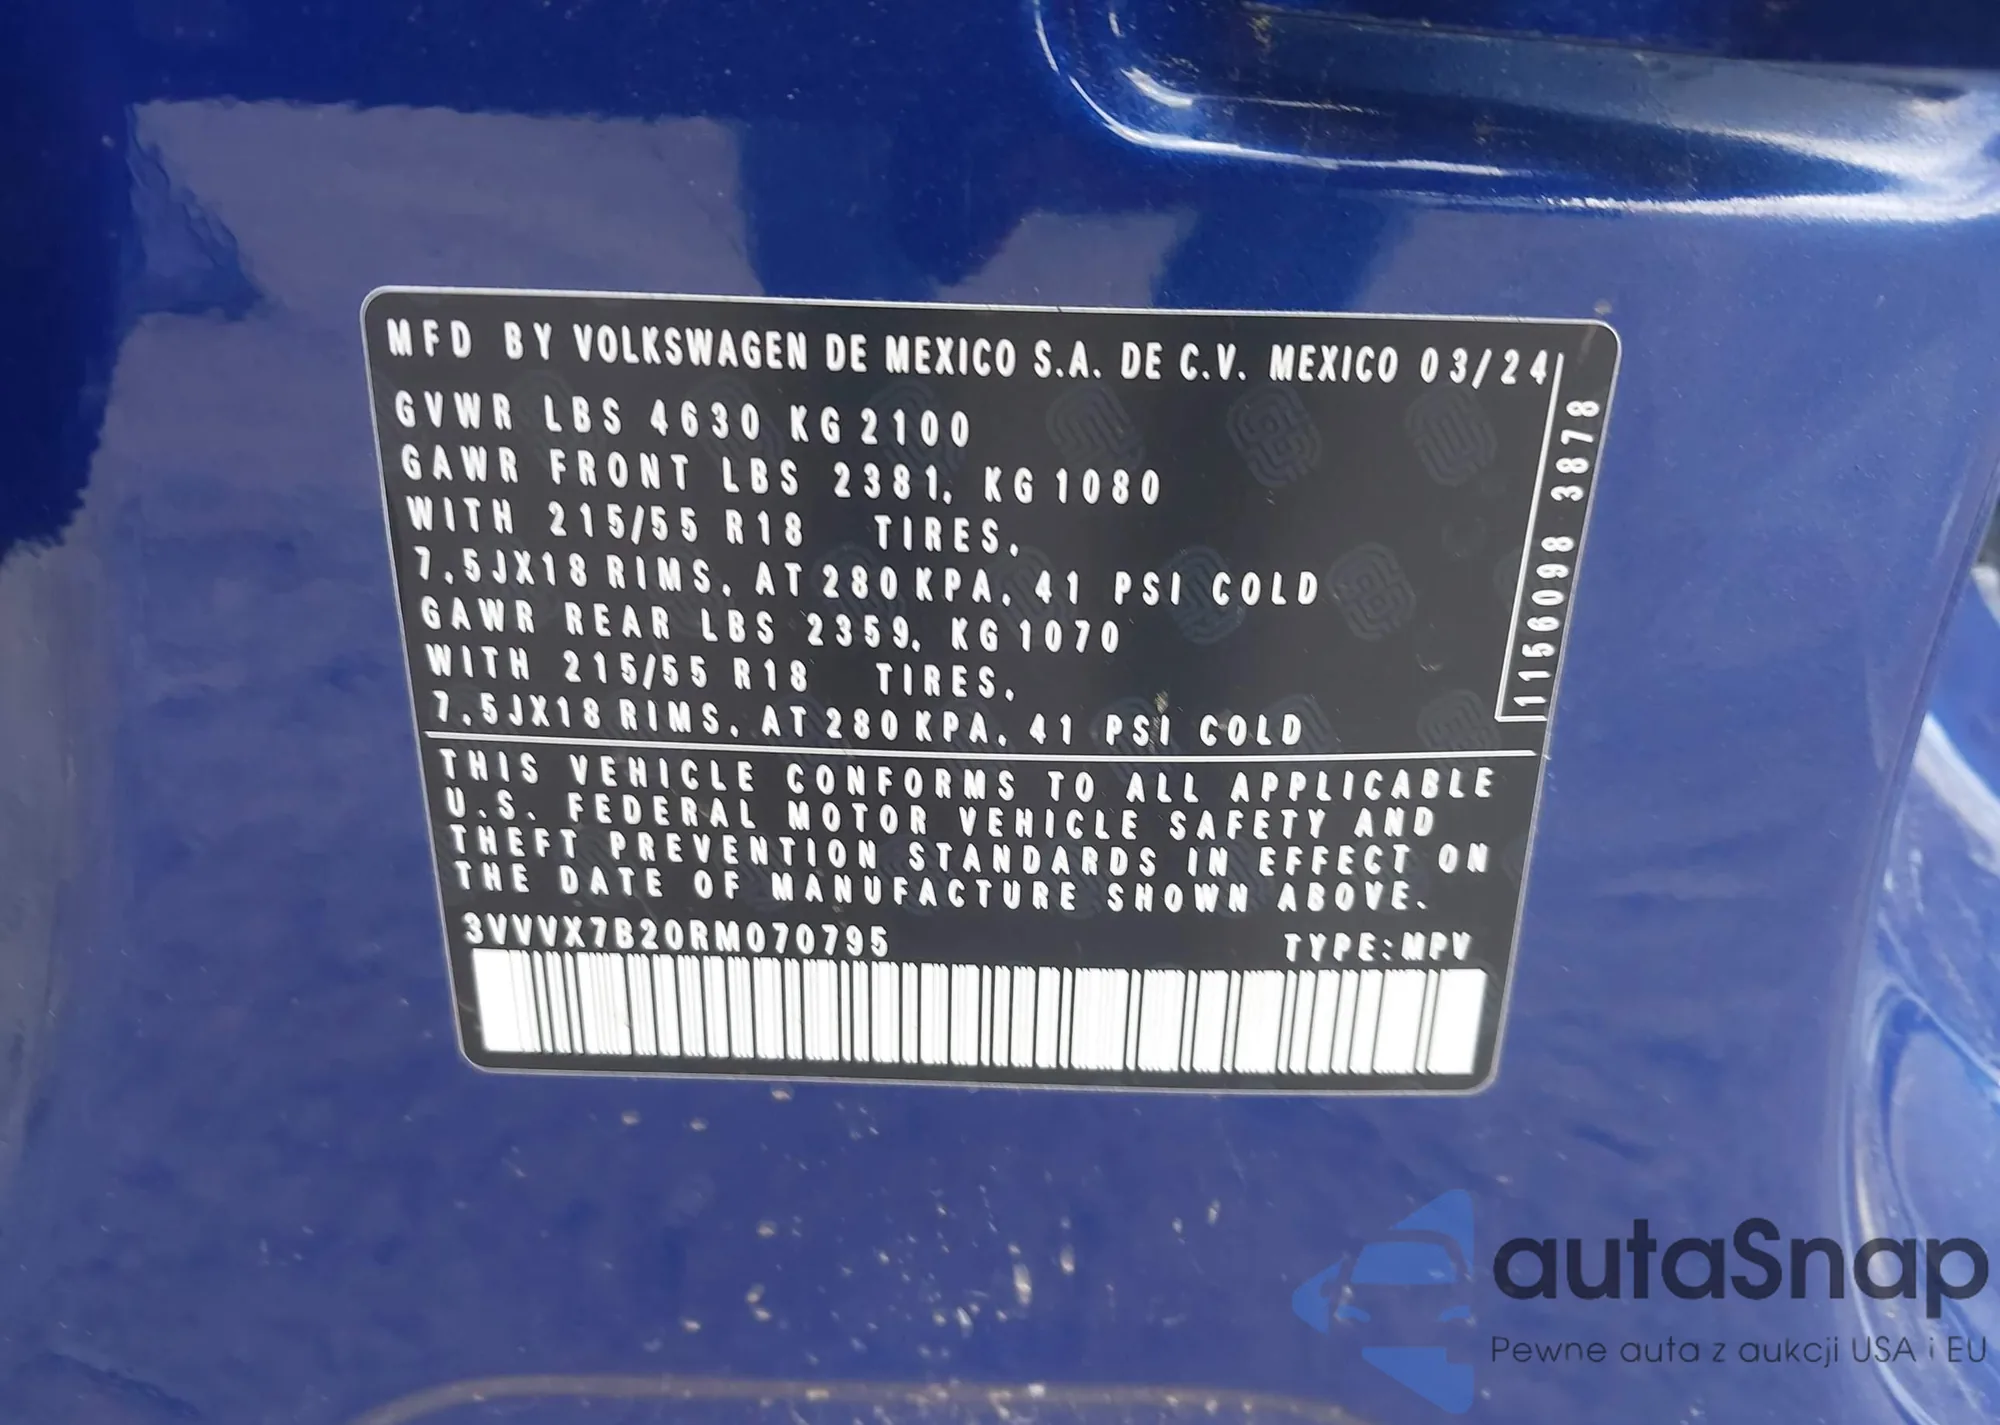 MFD BY VOLKSWAGEN DE MEXICO S.A. DE C.V. MEXICO 03/24
GVWR LBS 4630 KG 2100
GAWR FRONT LBS 2381, KG 1080
WITH 215/55 R18 TIRES,
7,5JX18 RIMS, AT 280 KPA, 41 PSI COLD
GAWR REAR LBS 2359, KG 1070
WITH 215/55 R18 TIRES,
7,5JX18 RIMS, AT 280 KPA, 41 PSI COLD
1156098 3878
THIS VEHICLE CONFORMS TO ALL APPLICABLE
U.S. FEDERAL MOTOR VEHICLE SAFETY AND
THEFT PREVENTION STANDARDS IN EFFECT ON
THE DATE OF MANUFACTURE SHOWN ABOVE.
3VVVX7B20RM070795 TYPE:MPV
autaSnap
Pewne auta z aukcji USA i EU